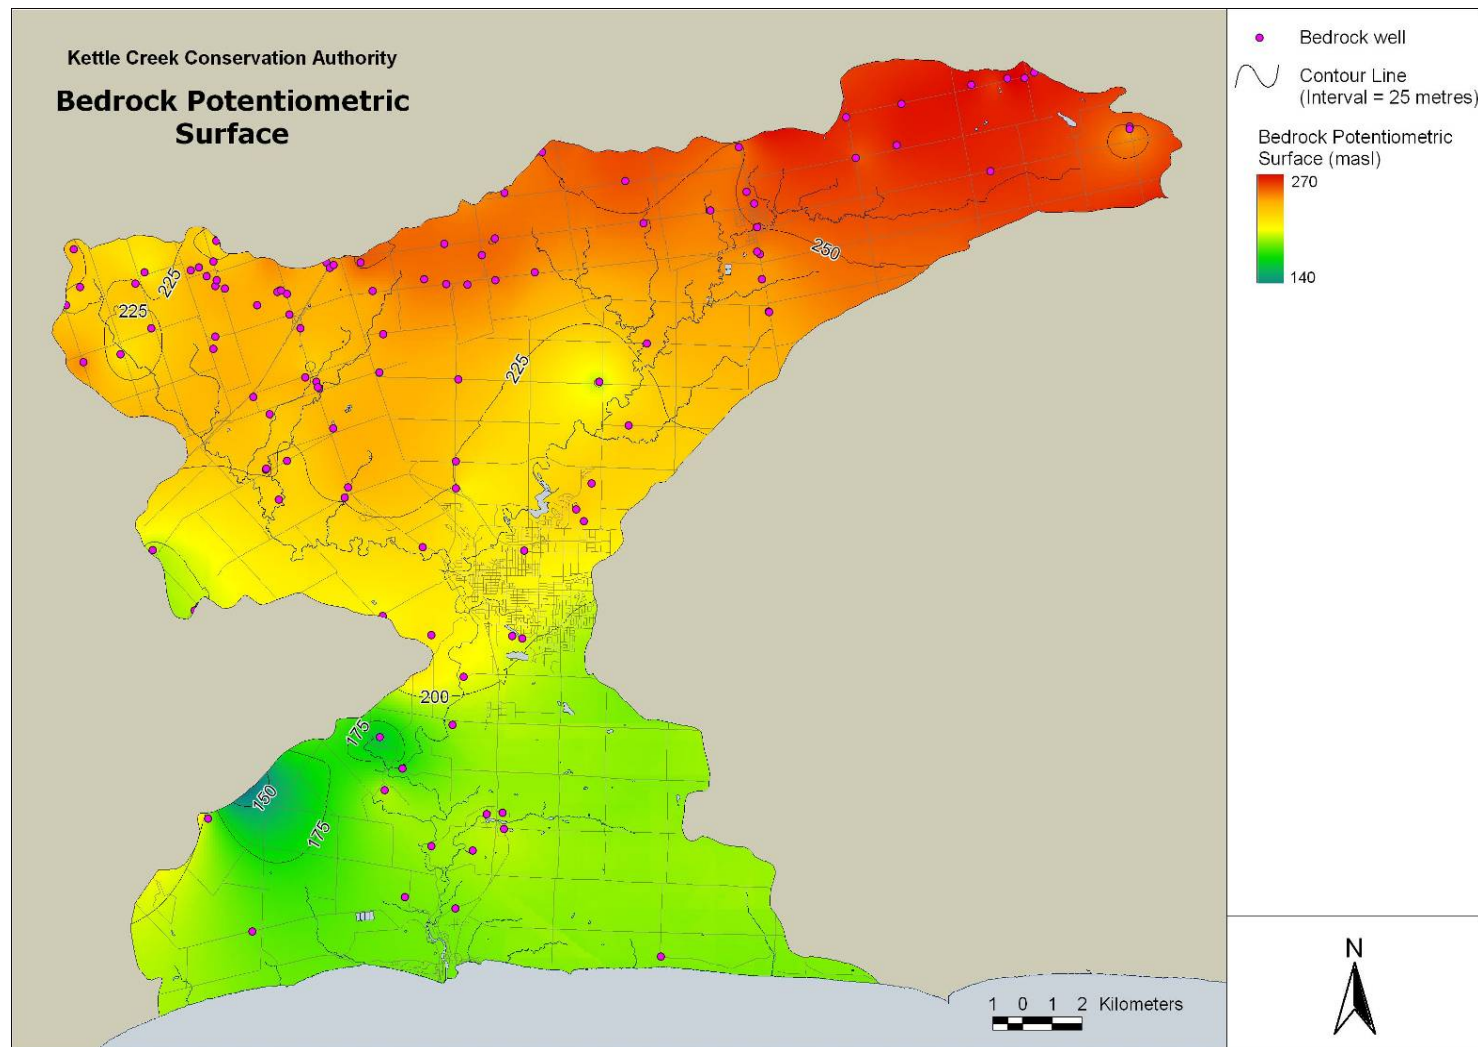 Kettle Creek Conservation Authority
Bedrock Potentiometric
Surface
Bedrock well
Contour Line
(Interval = 25 metres)
Bedrock Potentiometric
Surface (masl)
270
140
250
225
225
225
200
175
150
175
N
1 0 1 2 Kilometers